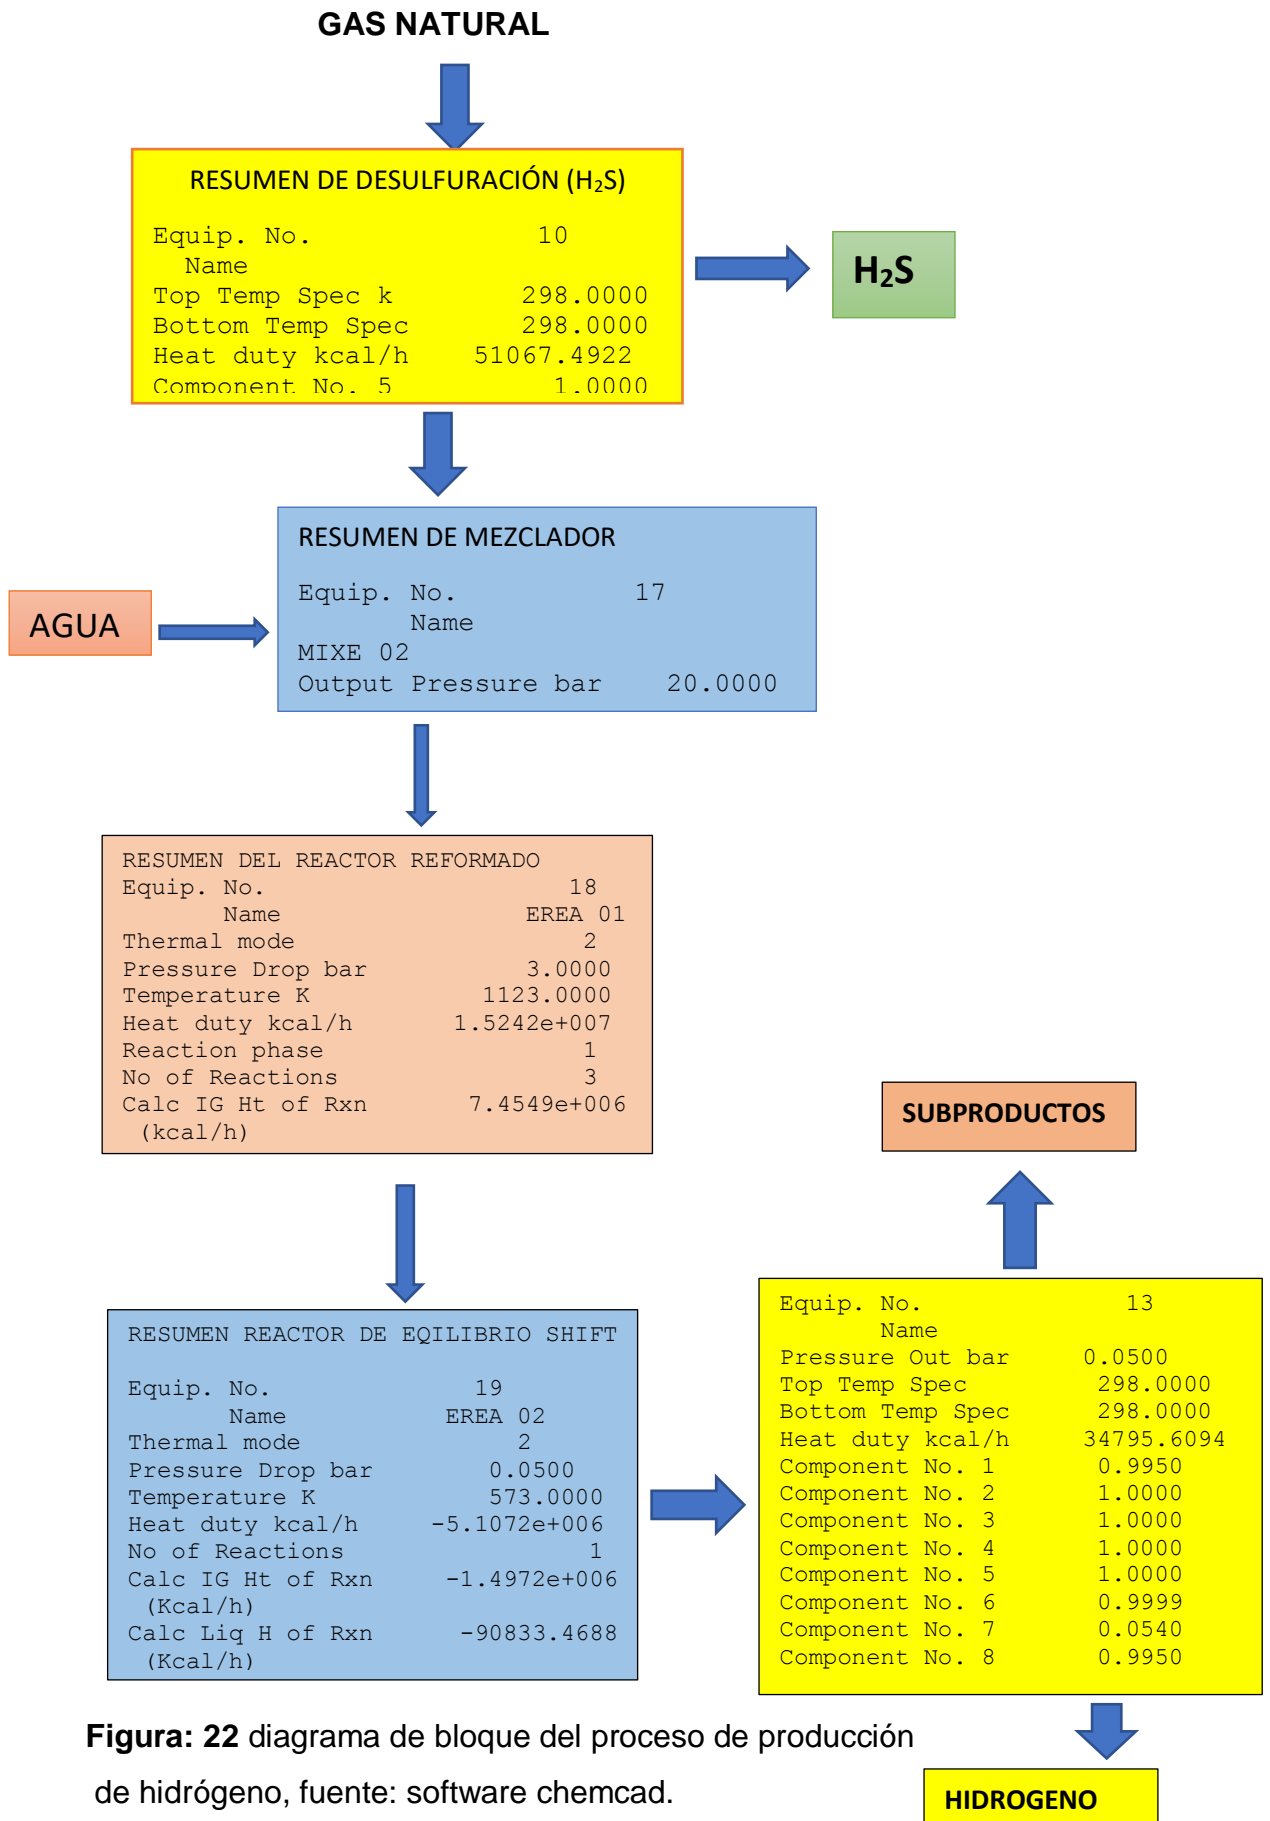 GAS NATURAL
RESUMEN DE DESULFURACIÓN (H₂S)
Equip. No. 10
Name
Top Temp Spec k 298.0000
Bottom Temp Spec 298.0000
Heat duty kcal/h 51067.4922
Component No. 5 1.0000
H₂S
RESUMEN DE MEZCLADOR
Equip. No. 17
Name
MIXE 02
Output Pressure bar 20.0000
AGUA
RESUMEN DEL REACTOR REFORMADO
Equip. No. 18
Name EREA 01
Thermal mode 2
Pressure Drop bar 3.0000
Temperature K 1123.0000
Heat duty kcal/h 1.5242e+007
Reaction phase 1
No of Reactions 3
Calc IG Ht of Rxn 7.4549e+006
(kcal/h)
RESUMEN REACTOR DE EQILIBRIO SHIFT
Equip. No. 19
Name EREA 02
Thermal mode 2
Pressure Drop bar 0.0500
Temperature K 573.0000
Heat duty kcal/h -5.1072e+006
No of Reactions 1
Calc IG Ht of Rxn -1.4972e+006
(Kcal/h)
Calc Liq H of Rxn -90833.4688
(Kcal/h)
SUBPRODUCTOS
Equip. No. 13
Name
Pressure Out bar 0.0500
Top Temp Spec 298.0000
Bottom Temp Spec 298.0000
Heat duty kcal/h 34795.6094
Component No. 1 0.9950
Component No. 2 1.0000
Component No. 3 1.0000
Component No. 4 1.0000
Component No. 5 1.0000
Component No. 6 0.9999
Component No. 7 0.0540
Component No. 8 0.9950
HIDROGENO
Figura: 22 diagrama de bloque del proceso de producción
de hidrógeno, fuente: software chemcad.